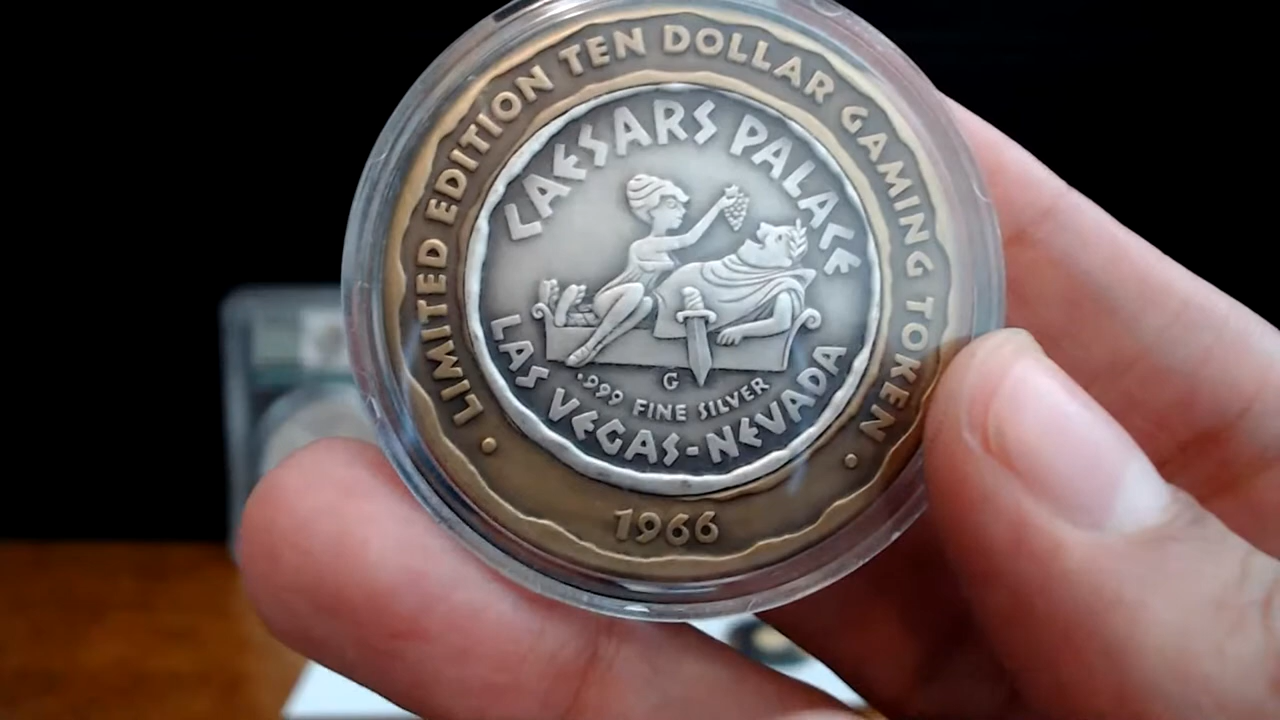 LIMITED EDITION TEN DOLLAR GAMING TOKEN
CAESARS PALACE
G
.999 FINE SILVER
LAS VEGAS-NEVADA
1966